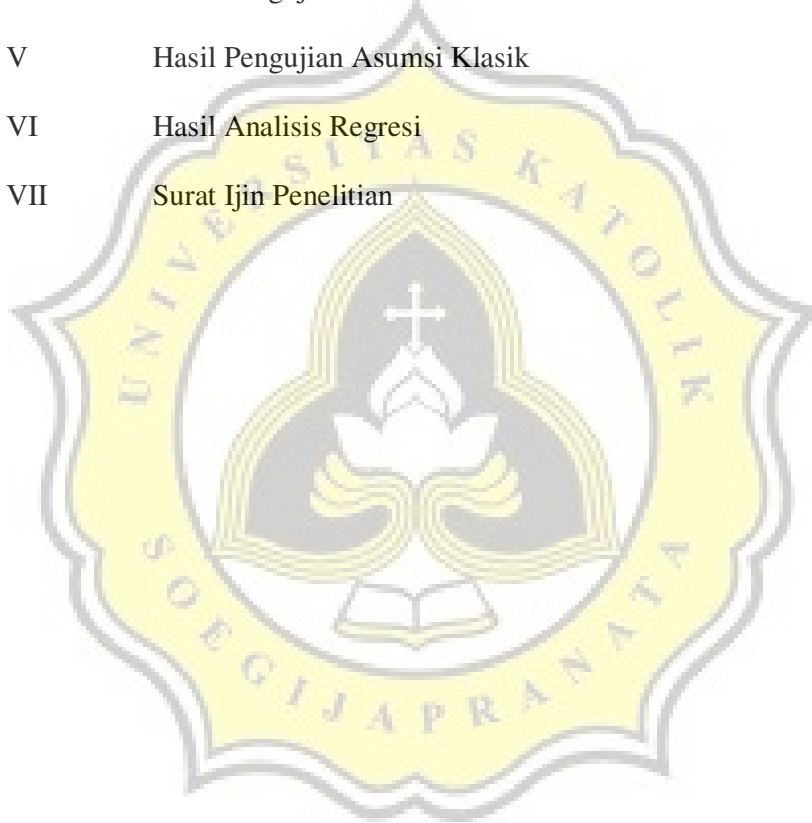 V Hasil Pengujian Asumsi Klasik
VI Hasil Analisis Regresi
VII Surat Ijin Penelitian
UNIVERSITAS KATOLIK
SOEGIJAPRANATA